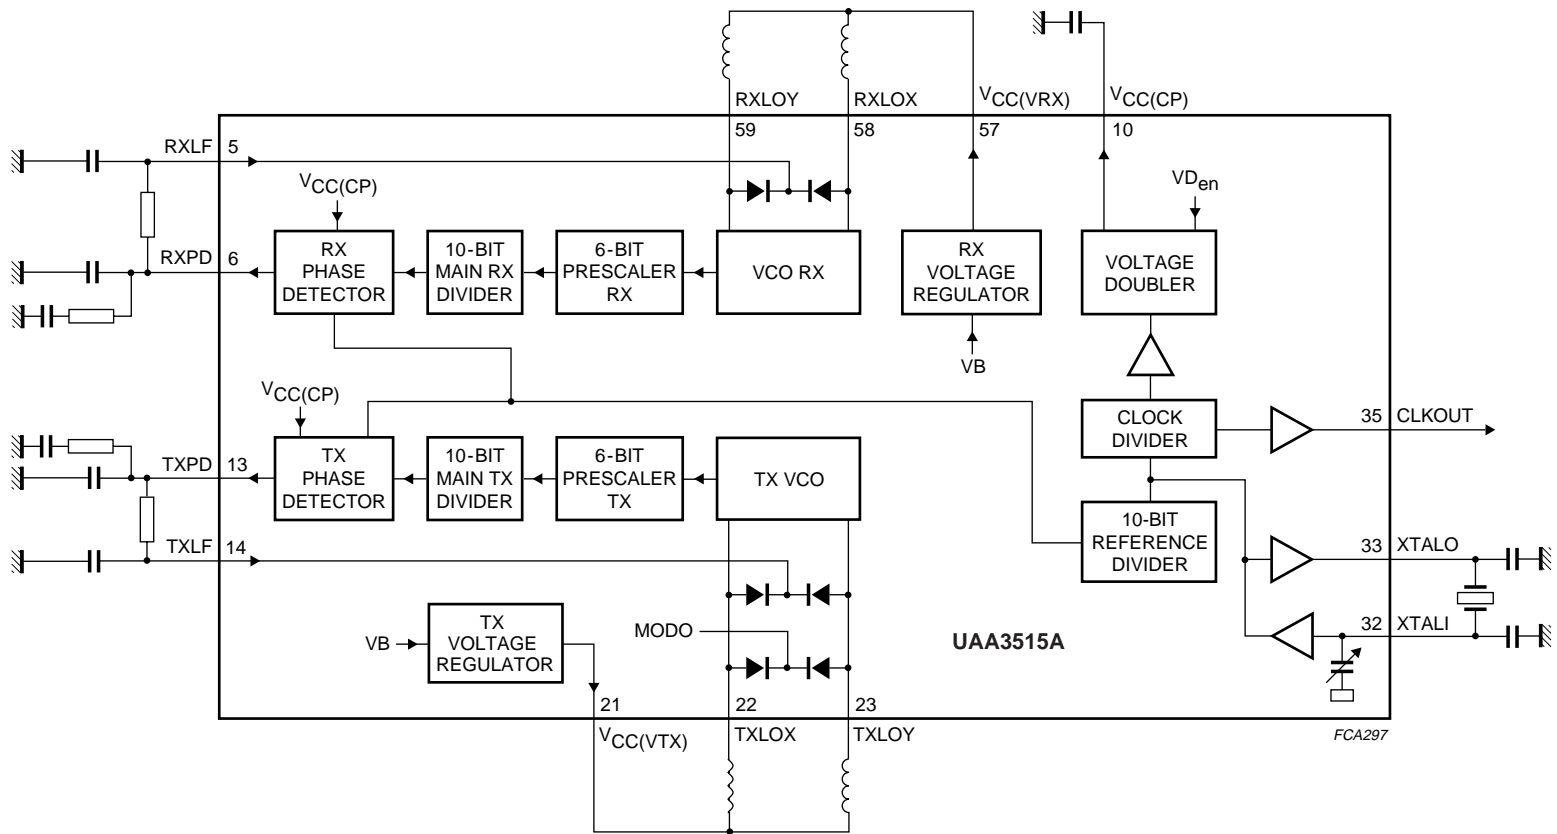 RXLOY
RXLOX
VCC(VRX)
VCC(CP)
59
58
57
10
RXLF
5
VCC(CP)
VDen
RXPD
6
RX
PHASE
DETECTOR
10-BIT
MAIN RX
DIVIDER
6-BIT
PRESCALER
RX
VCO RX
RX
VOLTAGE
REGULATOR
VOLTAGE
DOUBLER
VB
VCC(CP)
CLOCK
DIVIDER
35
CLKOUT
TXPD
13
TX
PHASE
DETECTOR
10-BIT
MAIN TX
DIVIDER
6-BIT
PRESCALER
TX
TX VCO
10-BIT
REFERENCE
DIVIDER
TXLF
14
33
XTALO
VB
TX
VOLTAGE
REGULATOR
MODO
UAA3515A
32
XTALI
21
22
23
VCC(VTX)
TXLOX
TXLOY
FCA297